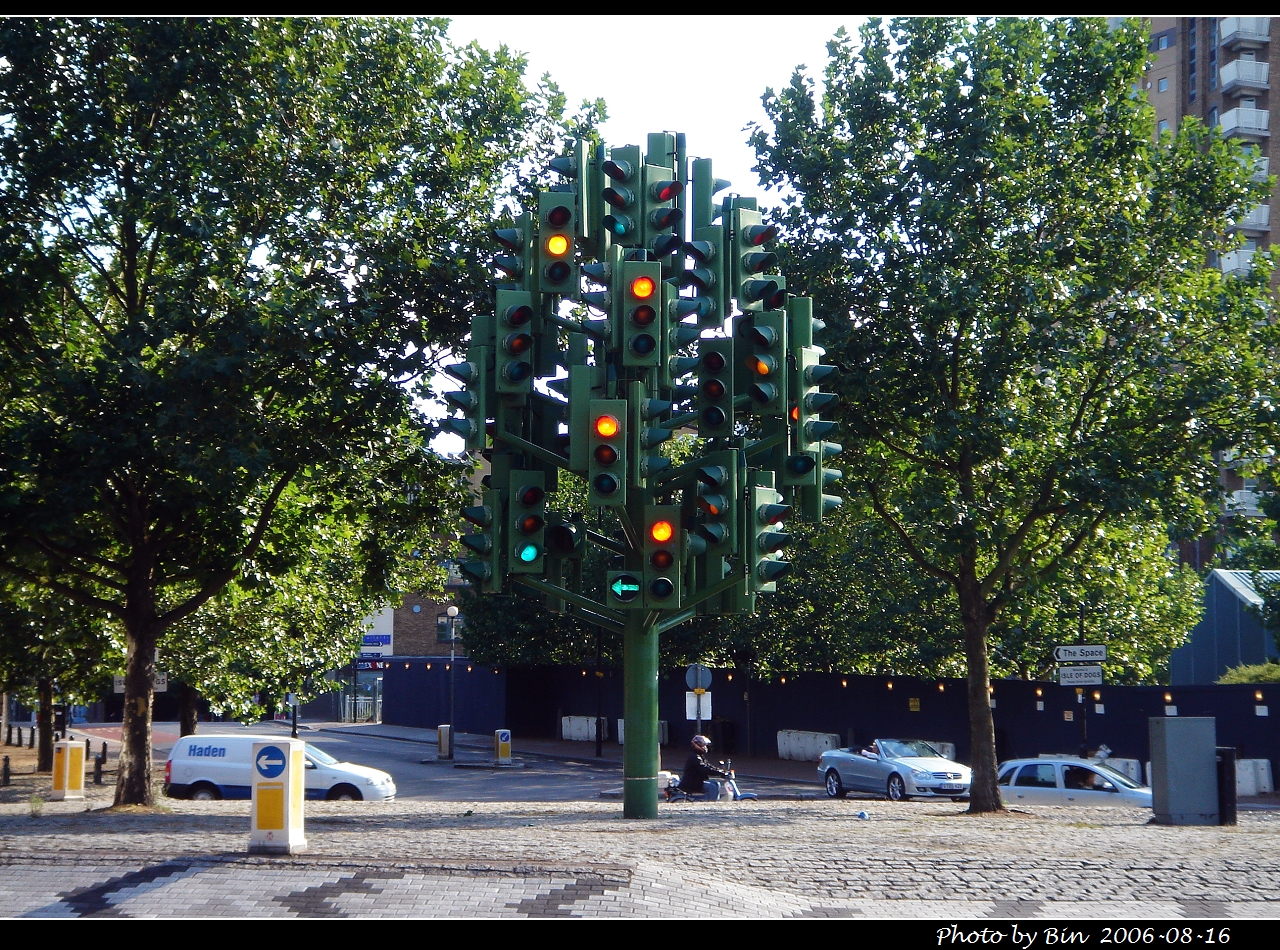 The Space
ISLE OF DOGS
Haden
Photo by Bin 2006-08-16